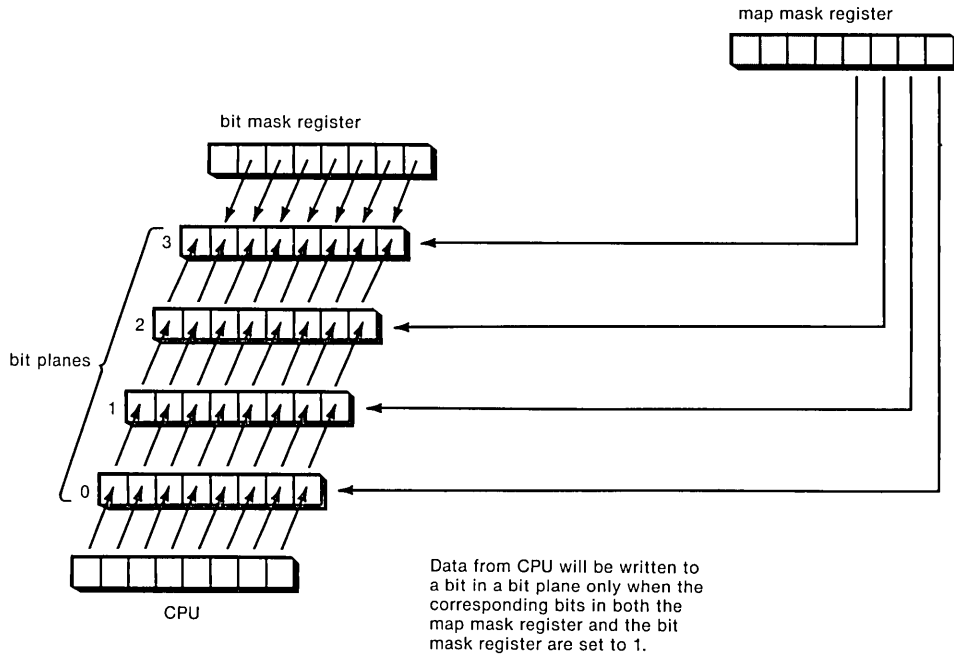 map mask register
bit mask register
3
2
bit planes
1
0
CPU
Data from CPU will be written to
a bit in a bit plane only when the
corresponding bits in both the
map mask register and the bit
mask register are set to 1.